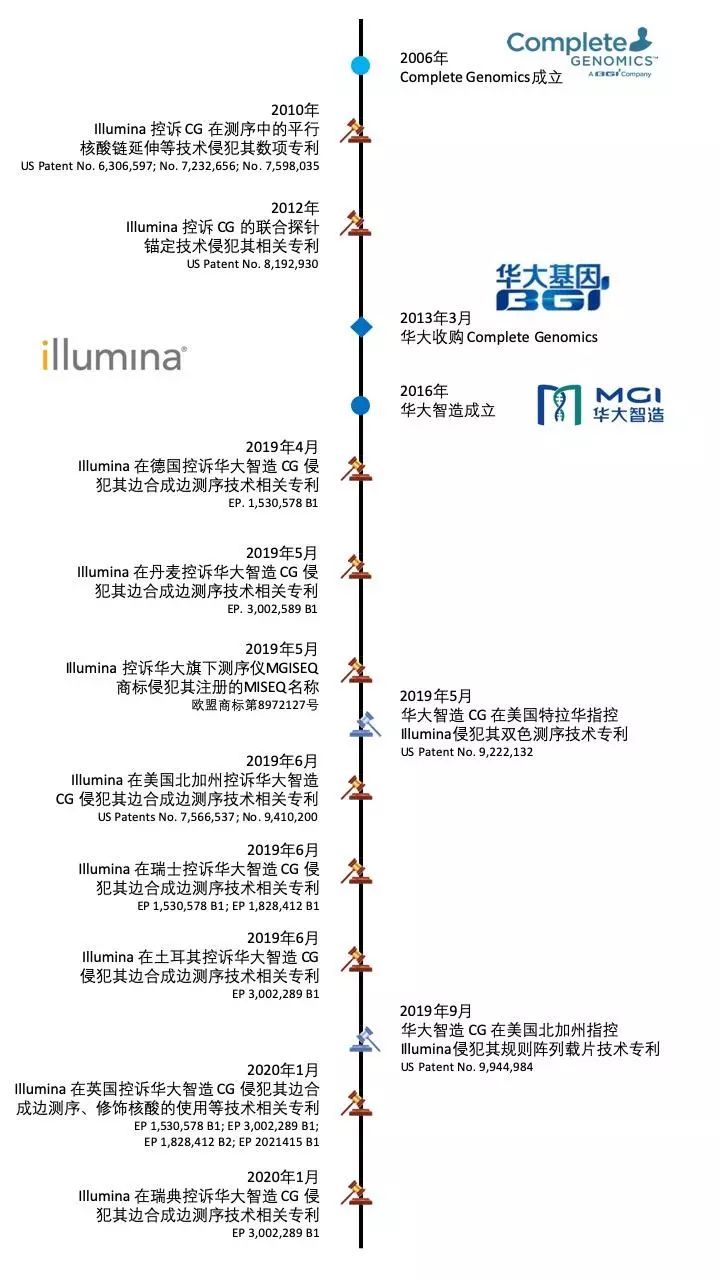 Complete
GENOMICS™
A BGI Company
2006年
Complete Genomics成立
2010年
Illumina 控诉 CG 在测序中的平行
核酸链延伸等技术侵犯其数项专利
US Patent No. 6,306,597; No. 7,232,656; No. 7,598,035
2012年
Illumina 控诉 CG 的联合探针
锚定技术侵犯其相关专利
US Patent No. 8,192,930
华大基因
BGI
2013年3月
华大收购 Complete Genomics
illumina®
2016年
华大智造成立
MGI
华大智造
2019年4月
Illumina 在德国控诉华大智造 CG 侵
犯其边合成边测序技术相关专利
EP. 1,530,578 B1
2019年5月
Illumina 在丹麦控诉华大智造 CG 侵
犯其边合成边测序技术相关专利
EP. 3,002,589 B1
2019年5月
Illumina 控诉华大旗下测序仪MGISEQ
商标侵犯其注册的MISEQ名称
欧盟商标第8972127号
2019年5月
华大智造 CG 在美国特拉华指控
Illumina侵犯其双色测序技术专利
US Patent No. 9,222,132
2019年6月
Illumina 在美国北加州控诉华大智造
CG 侵犯其边合成边测序技术相关专利
US Patents No. 7,566,537; No. 9,410,200
2019年6月
Illumina 在瑞士控诉华大智造 CG 侵
犯其边合成边测序技术相关专利
EP 1,530,578 B1; EP 1,828,412 B1
2019年6月
Illumina 在土耳其控诉华大智造 CG
侵犯其边合成边测序技术相关专利
EP 3,002,289 B1
2019年9月
华大智造 CG 在美国北加州指控
Illumina侵犯其规则阵列载片技术专利
US Patent No. 9,944,984
2020年1月
Illumina 在英国控诉华大智造 CG 侵犯其边合
成边测序、修饰核酸的使用等技术相关专利
EP 1,530,578 B1; EP 3,002,289 B1;
EP 1,828,412 B2; EP 2021415 B1
2020年1月
Illumina 在瑞典控诉华大智造 CG 侵
犯其边合成边测序技术相关专利
EP 3,002,289 B1